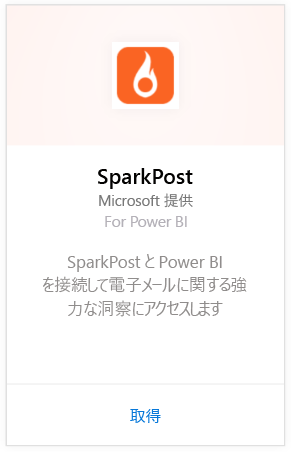 SparkPost
Microsoft 提供
For Power BI
SparkPost と Power BI
を接続して電子メールに関する強
力な洞察にアクセスします
取得